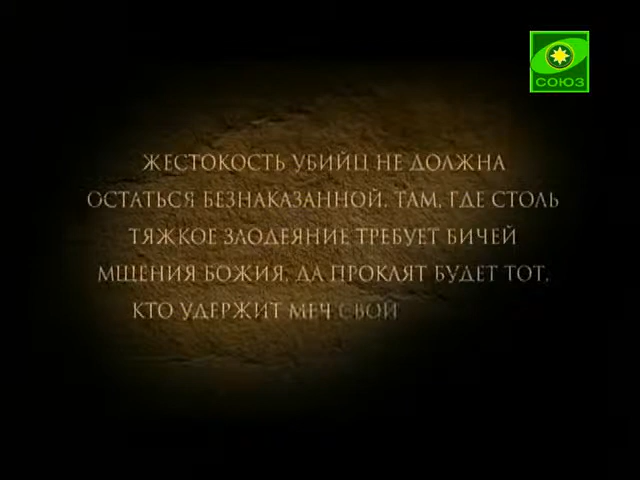 СОЮЗ
ЖЕСТОКОСТЬ УБИЙЦ НЕ ДОЛЖНА
ОСТАТЬСЯ БЕЗНАКАЗАННОЙ. ТАМ, ГДЕ СТОЛЬ
ТЯЖКОЕ ЗЛОДЕЯНИЕ ТРЕБУЕТ БИЧЕЙ
МЩЕНИЯ БОЖИЯ, ДА ПРОКЛЯТ БУДЕТ ТОТ,
КТО УДЕРЖИТ МЕЧ СВОЙ